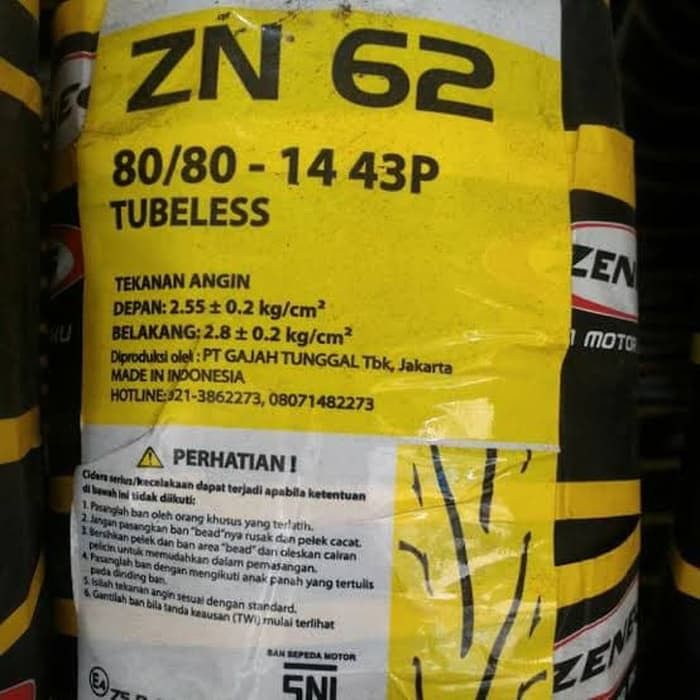 ZN 62
80/80 - 14 43P
TUBELESS
TEKANAN ANGIN
DEPAN: 2.55 ± 0.2 kg/cm²
BELAKANG: 2.8 ± 0.2 kg/cm²
Diproduksi oleh : PT GAJAH TUNGGAL Tbk, Jakarta
MADE IN INDONESIA
HOTLINE: 021-3862273, 08071482273
PERHATIAN !
Cidera serius/kecelakaan dapat terjadi apabila ketentuan
di bawah ini tidak diikuti:
1. Pasanglah ban oleh orang khusus yang terlatih.
2. Jangan pasangkan ban "bead"nya rusak dan pelek cacat.
3. Bersihkan pelek dan ban area "bead" dan oleskan cairan
pelicin untuk memudahkan dalam pemasangan.
4. Pasanglah ban dengan mengikuti anak panah yang tertulis
pada dinding ban.
5. Isilah tekanan angin sesuai dengan standard.
6. Gantilah ban bila tanda keausan (TWI) mulai terlihat
E4
75 R
BAN SEPEDA MOTOR
SNI
ZEN
MOTOR
ZENE